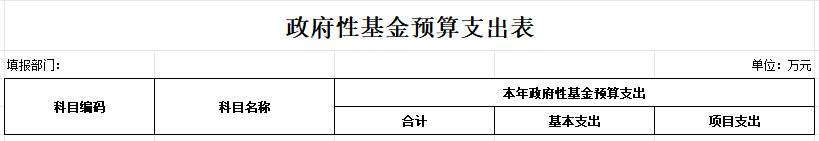 政府性基金预算支出表
填报部门： 单位：万元
科目编码 科目名称 本年政府性基金预算支出
合计 基本支出 项目支出